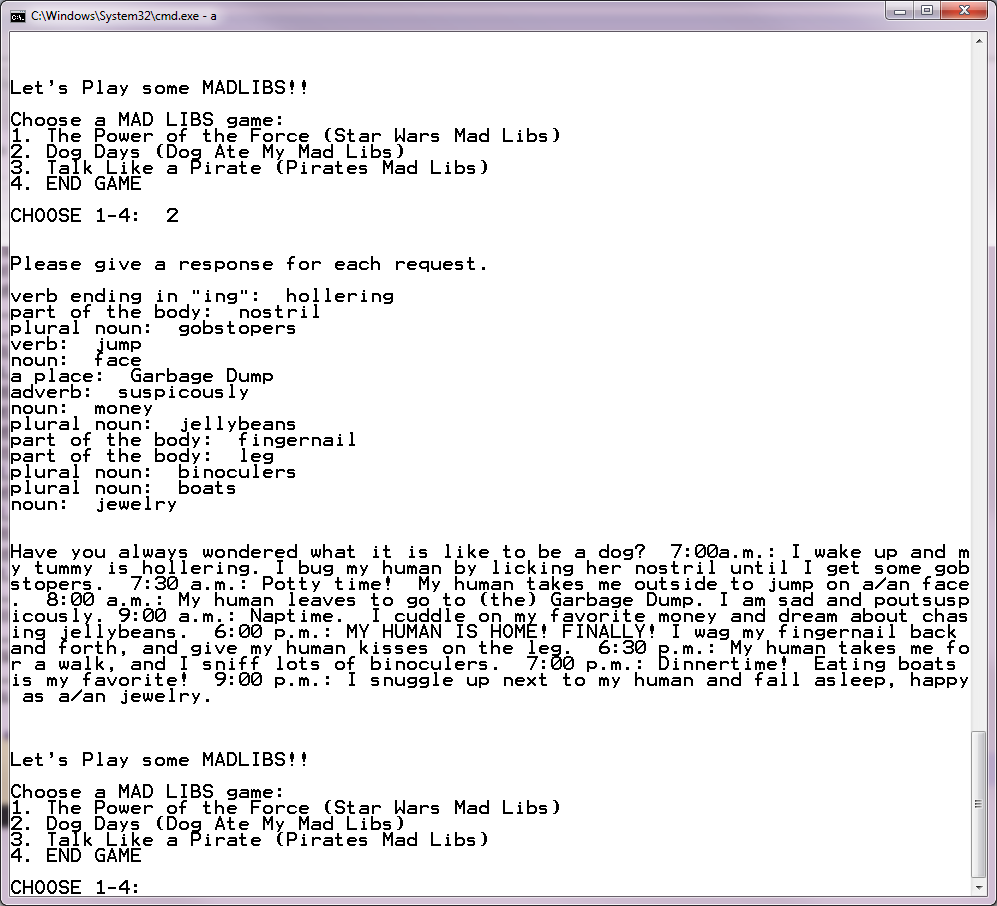 C:\Windows\System32\cmd.exe - a
Let's Play some MADLIBS!!
Choose a MAD LIBS game:
1. The Power of the Force (Star Wars Mad Libs)
2. Dog Days (Dog Ate My Mad Libs)
3. Talk Like a Pirate (Pirates Mad Libs)
4. END GAME
CHOOSE 1-4:  2
Please give a response for each request.
verb ending in "ing":  hollering
part of the body:  nostril
plural noun:  gobstopers
verb:  jump
noun:  face
a place:  Garbage Dump
adverb:  suspicously
noun:  money
plural noun:  jellybeans
part of the body:  fingernail
part of the body:  leg
plural noun:  binoculers
plural noun:  boats
noun:  jewelry
Have you always wondered what it is like to be a dog?  7:00a.m.: I wake up and m
y tummy is hollering. I bug my human by licking her nostril until I get some gob
stopers.  7:30 a.m.: Potty time!  My human takes me outside to jump on a/an face
.  8:00 a.m.: My human leaves to go to (the) Garbage Dump. I am sad and poutsusp
icously. 9:00 a.m.: Naptime.  I cuddle on my favorite money and dream about chas
ing jellybeans.  6:00 p.m.: MY HUMAN IS HOME! FINALLY! I wag my fingernail back
and forth, and give my human kisses on the leg.  6:30 p.m.: My human takes me fo
r a walk, and I sniff lots of binoculers.  7:00 p.m.: Dinnertime!  Eating boats
is my favorite!  9:00 p.m.: I snuggle up next to my human and fall asleep, happy
 as a/an jewelry.
Let's Play some MADLIBS!!
Choose a MAD LIBS game:
1. The Power of the Force (Star Wars Mad Libs)
2. Dog Days (Dog Ate My Mad Libs)
3. Talk Like a Pirate (Pirates Mad Libs)
4. END GAME
CHOOSE 1-4: